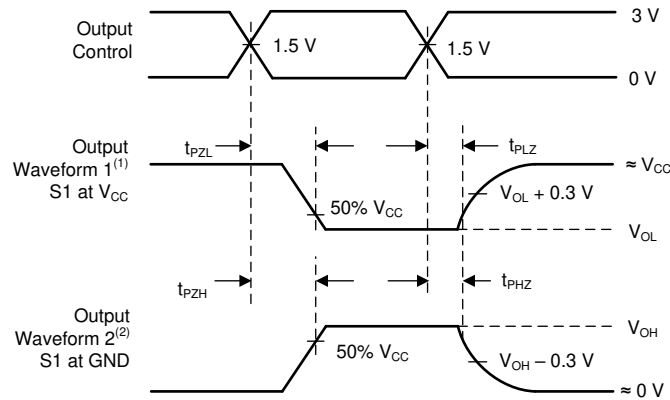 Output
Control
1.5 V
1.5 V
3 V
0 V
Output
Waveform 1(1)
S1 at VCC
tPZL
tPLZ
50% VCC
VOL + 0.3 V
≈ VCC
VOL
Output
Waveform 2(2)
S1 at GND
tPZH
tPHZ
50% VCC
VOH – 0.3 V
VOH
≈ 0 V